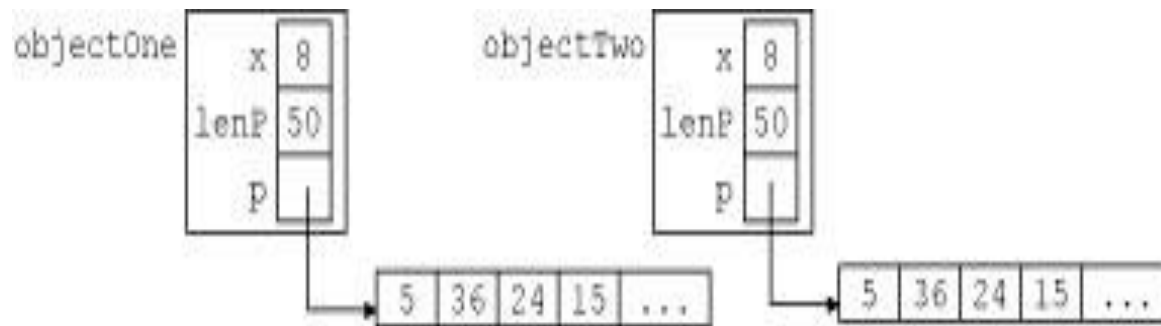 objectOne x 8 objectTwo x 8
lenP 50 lenP 50
p p
5 36 24 15 ... 5 36 24 15 ...